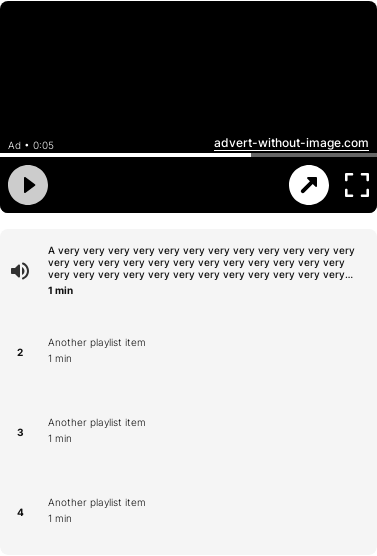 Ad • 0:05
advert-without-image.com
A very very very very very very very very very very very very
very very very very very very very very very very very very
very very very very very very very very very very very very...
1 min
2
Another playlist item
1 min
3
Another playlist item
1 min
4
Another playlist item
1 min